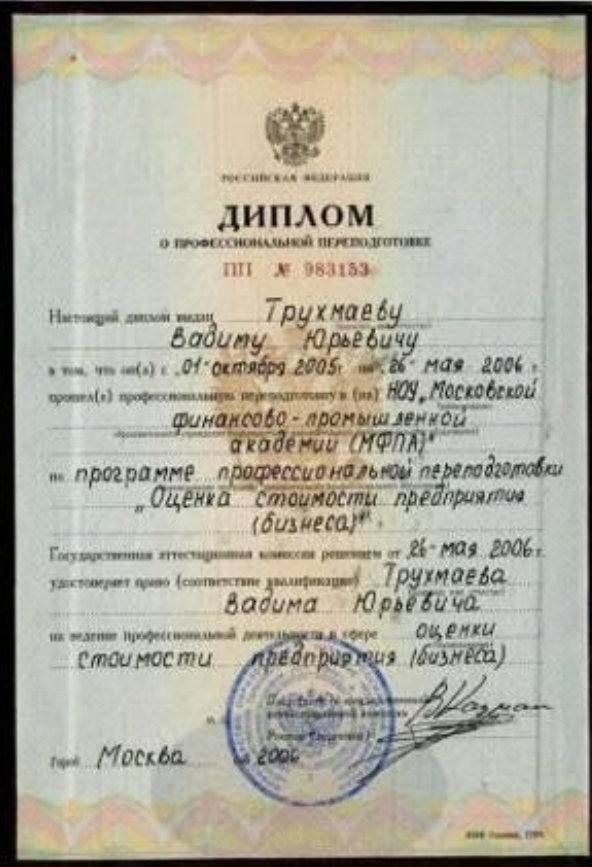 РОССИЙСКАЯ ФЕДЕРАЦИЯ
ДИПЛОМ
О ПРОФЕССИОНАЛЬНОЙ ПЕРЕПОДГОТОВКЕ
ПП № 983153
Настоящий диплом выдан Трухмаеву
Вадиму Юрьевичу
в том, что он(а) с „01“ октября 2005г. по „26“ мая 2006 г.
прошел(а) профессиональную переподготовку в (на) НОУ „Московской
финансово-промышленной
академии (МФПА)“
по программе профессиональной переподготовки
„Оценка стоимости предприятия
(бизнеса)“
Государственная аттестационная комиссия решением от 26 мая 2006 г.
удостоверяет право (соответствие квалификации) Трухмаева
Вадима Юрьевича
на ведение профессиональной деятельности в сфере оценки
стоимости предприятия (бизнеса)
Город Москва 2006